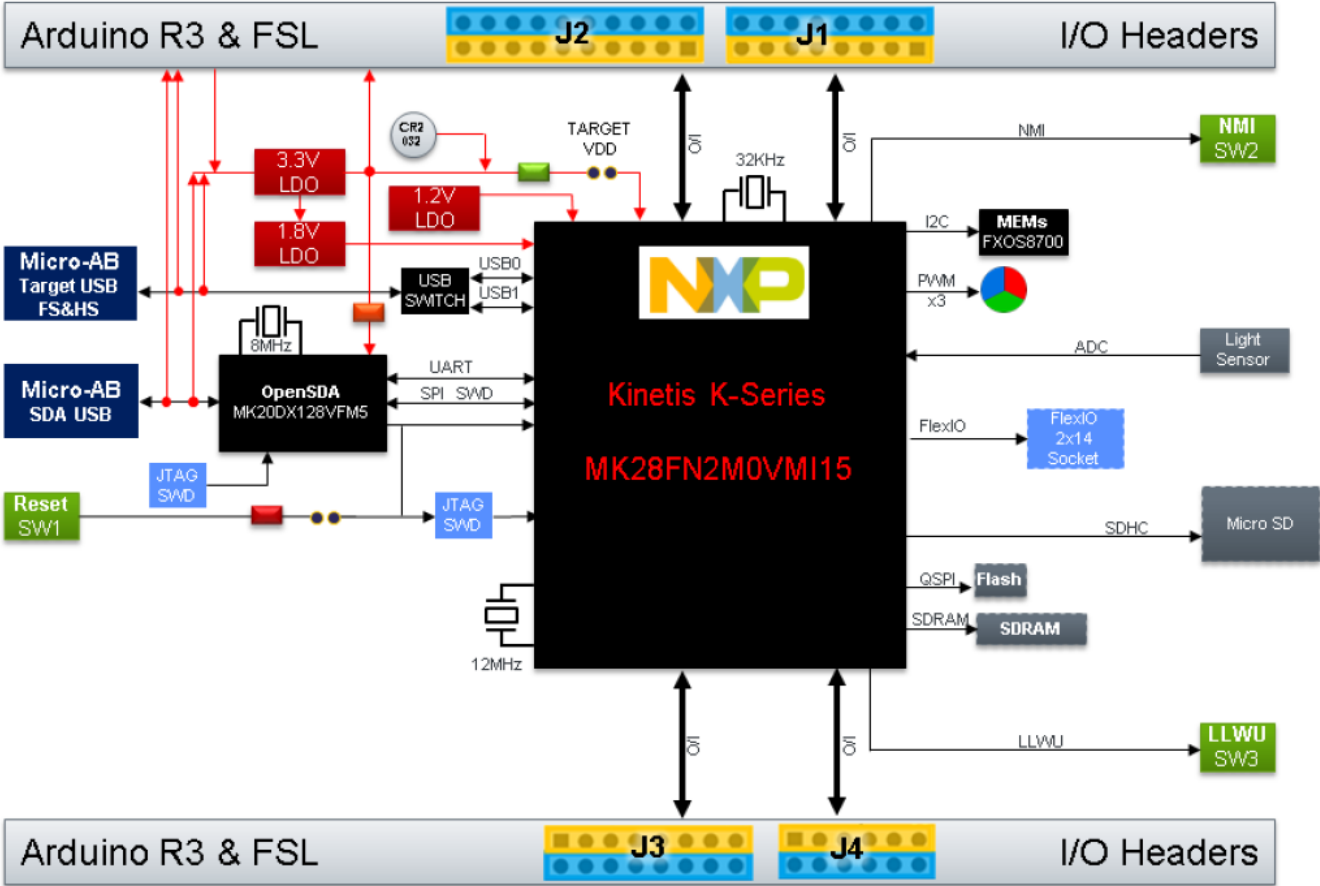 Arduino R3 & FSL
J2
J1
I/O Headers
CR2
032
TARGET
VDD
I/O
I/O
NMI
NMI
SW2
3.3V
LDO
32KHz
1.2V
LDO
1.8V
LDO
I2C
MEMs
FXOS8700
Micro-AB
Target USB
FS&HS
USB
SWITCH
USB0
USB1
NXP
PWM
x3
8MHz
ADC
Light
Sensor
Micro-AB
SDA USB
OpenSDA
MK20DX128VFM5
UART
SPI SWD
Kinetis K-Series
FlexIO
FlexIO
2x14
Socket
MK28FN2M0VMI15
JTAG
SWD
Reset
SW1
JTAG
SWD
SDHC
Micro SD
QSPI
Flash
SDRAM
SDRAM
12MHz
I/O
I/O
LLWU
LLWU
SW3
Arduino R3 & FSL
J3
J4
I/O Headers